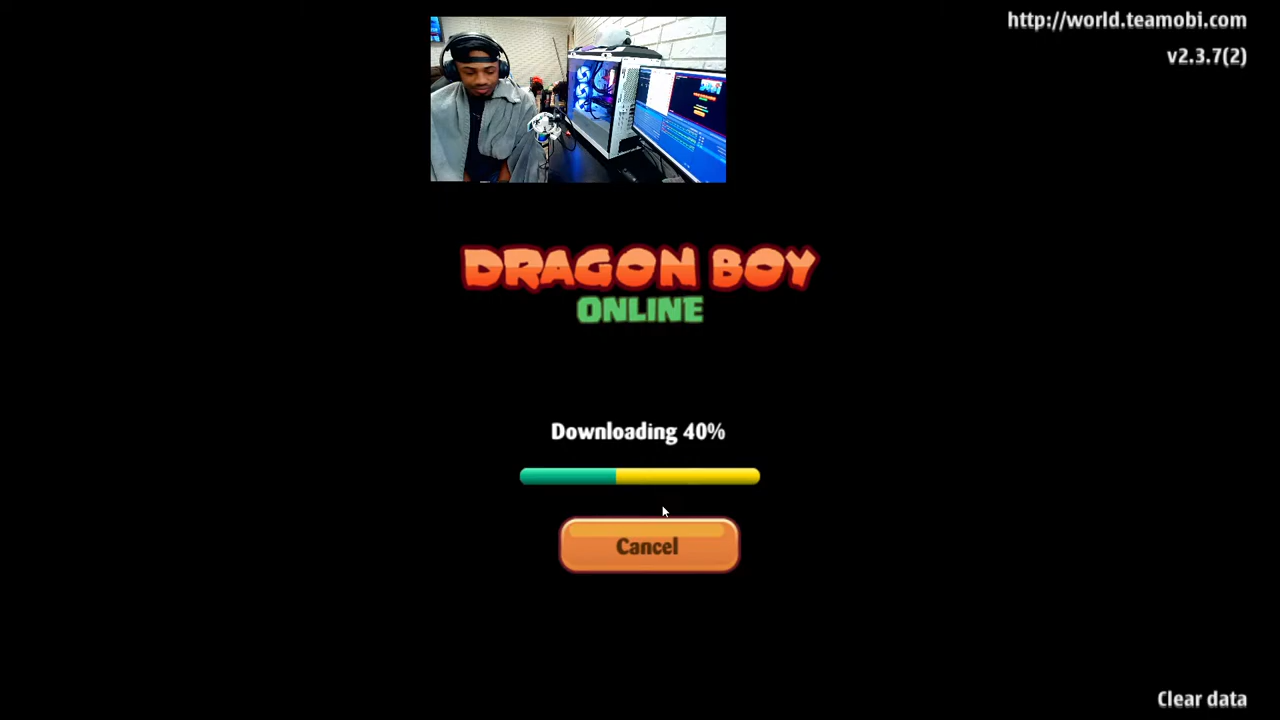 http://world.teamobi.com
v2.3.7(2)
DRAGON BOY
ONLINE
Downloading 40%
Cancel
Clear data